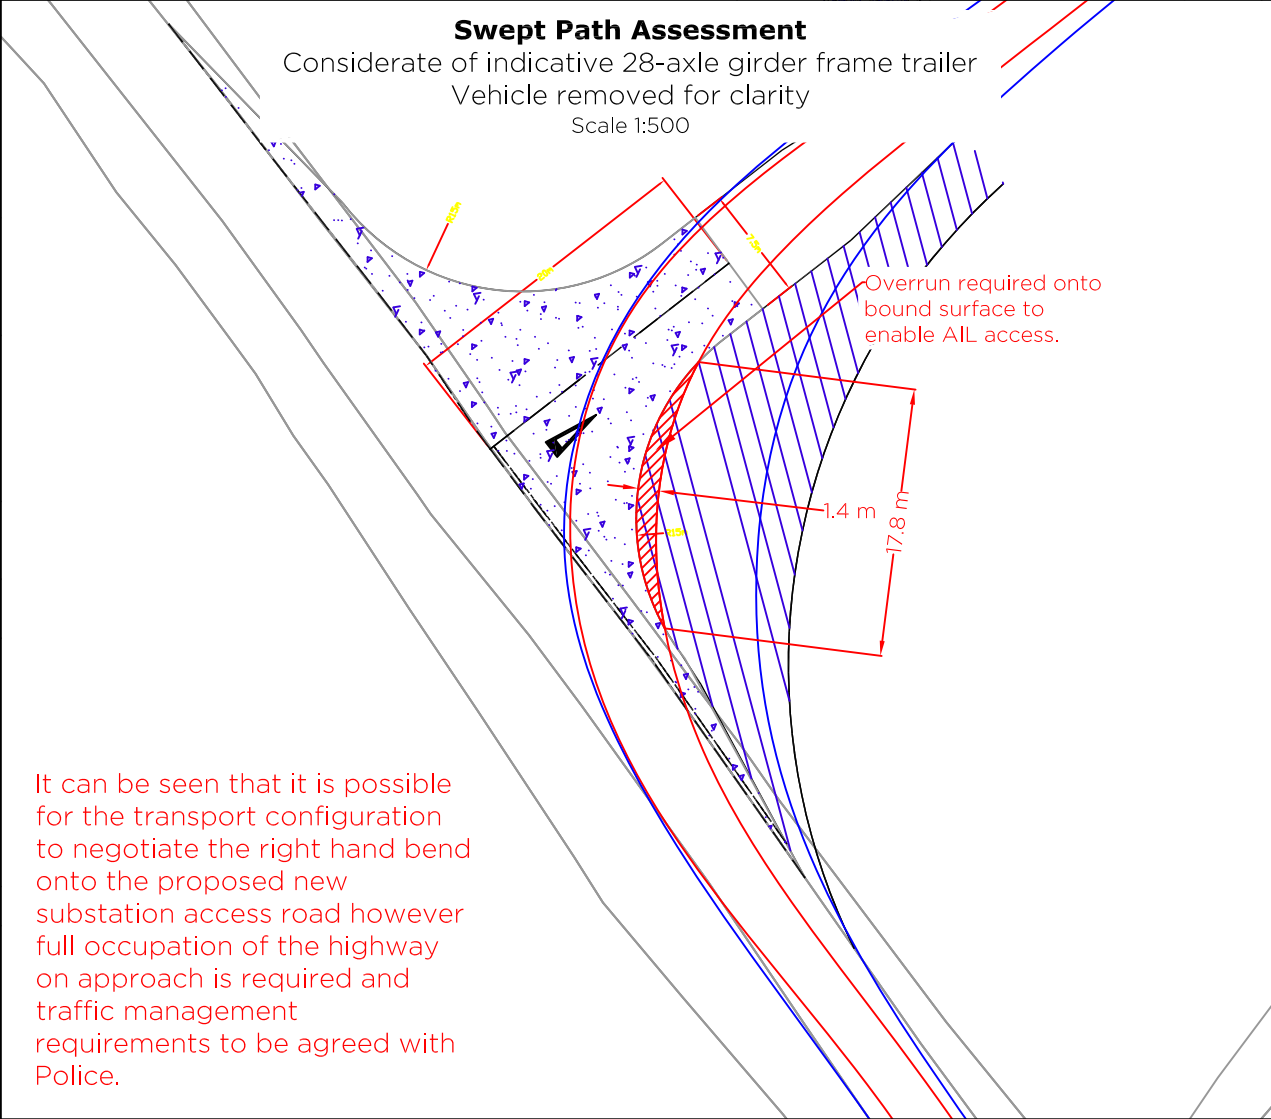 Swept Path Assessment
Considerate of indicative 28-axle girder frame trailer
Vehicle removed for clarity
Scale 1:500
Overrun required onto
bound surface to
enable AIL access.
1.4 m
17.8 m
It can be seen that it is possible
for the transport configuration
to negotiate the right hand bend
onto the proposed new
substation access road however
full occupation of the highway
on approach is required and
traffic management
requirements to be agreed with
Police.